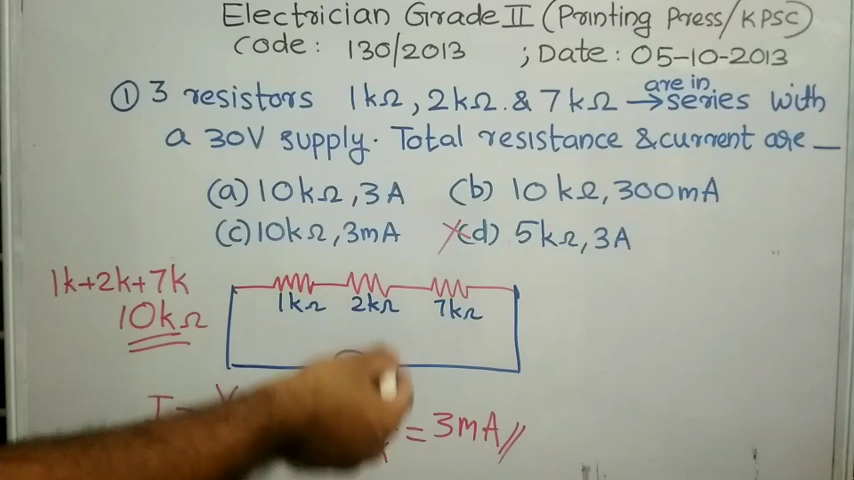 Electrician Grade II (Printing Press/KPSC)
Code: 130/2013 ; Date: 05-10-2013
① 3 resistors 1kΩ, 2kΩ. & 7kΩ → are in series with
a 30V supply. Total resistance & current are _
(a) 10kΩ, 3A (b) 10kΩ, 300mA
(c) 10kΩ, 3mA (d) 5kΩ, 3A
1k+2k+7k
10kΩ
1kΩ 2kΩ 7kΩ
I = V
= 3mA //